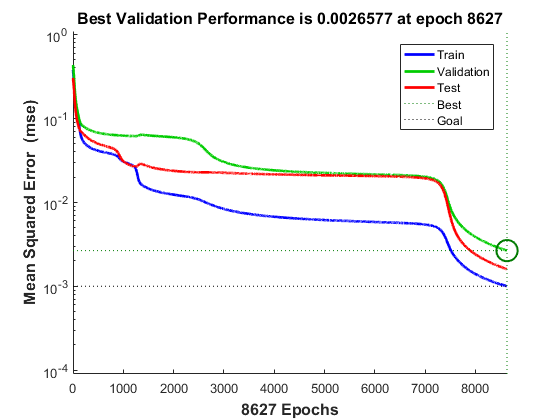 Best Validation Performance is 0.0026577 at epoch 8627
Mean Squared Error (mse)
10^0
10^-1
10^-2
10^-3
10^-4
Train
Validation
Test
Best
Goal
0 1000 2000 3000 4000 5000 6000 7000 8000
8627 Epochs